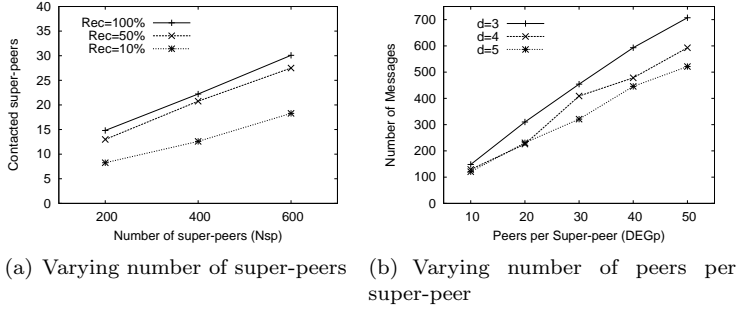 40
35
30
25
20
15
10
5
0
Contacted super-peers
Rec=100%
Rec=50%
Rec=10%
200 400 600
Number of super-peers (Nsp)
(a) Varying number of super-peers
700
600
500
400
300
200
100
0
Number of Messages
d=3
d=4
d=5
10 20 30 40 50
Peers per Super-peer (DEGp)
(b) Varying number of peers per
super-peer